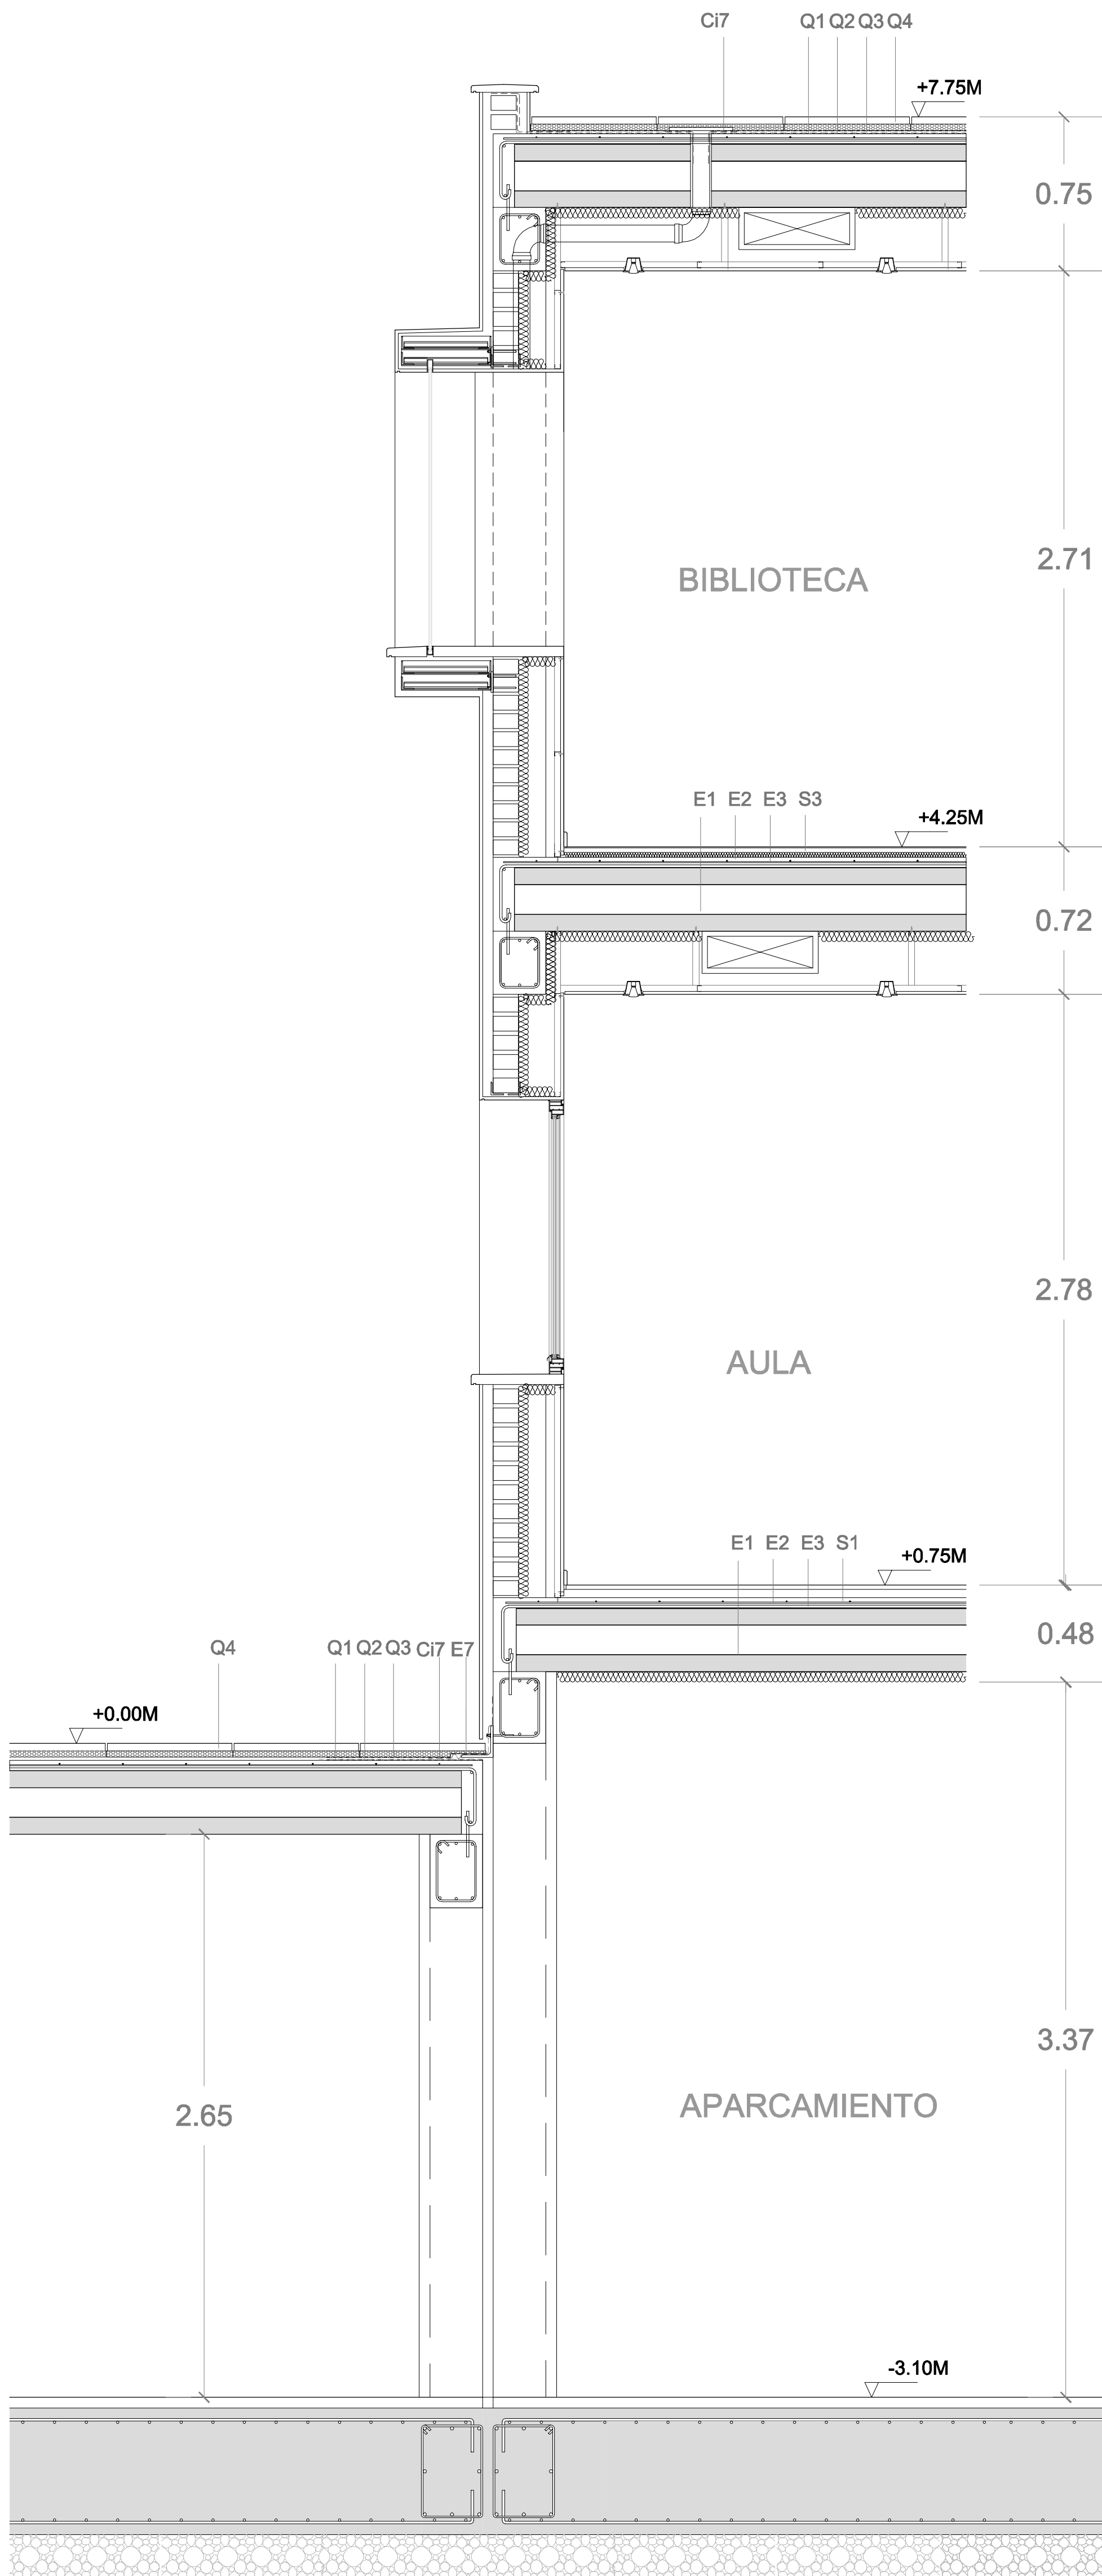 Ci7 Q1 Q2 Q3 Q4
+7.75M
0.75
2.71
BIBLIOTECA
E1 E2 E3 S3
+4.25M
0.72
2.78
AULA
E1 E2 E3 S1
+0.75M
0.48
Q4 Q1 Q2 Q3 Ci7 E7
+0.00M
3.37
APARCAMIENTO
2.65
-3.10M